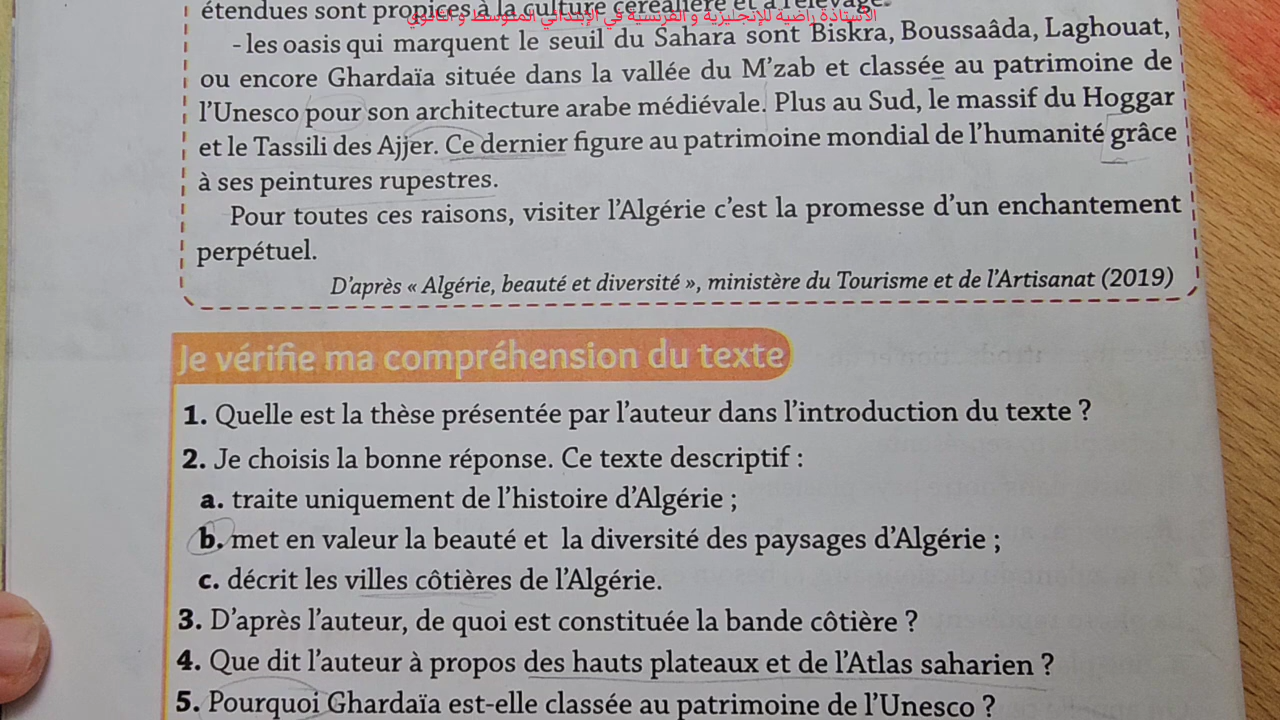 étendues sont propices à la culture céréalière et à l'élevage.
الأستاذة راضية للإنجليزية و الفرنسية في الإبتدائي المتوسط و الثانوي
- les oasis qui marquent le seuil du Sahara sont Biskra, Boussaâda, Laghouat,
ou encore Ghardaïa située dans la vallée du M'zab et classée au patrimoine de
l'Unesco pour son architecture arabe médiévale. Plus au Sud, le massif du Hoggar
et le Tassili des Ajjer. Ce dernier figure au patrimoine mondial de l'humanité grâce
à ses peintures rupestres.
Pour toutes ces raisons, visiter l'Algérie c'est la promesse d'un enchantement
perpétuel.
D'après « Algérie, beauté et diversité », ministère du Tourisme et de l'Artisanat (2019)
Je vérifie ma compréhension du texte
1. Quelle est la thèse présentée par l'auteur dans l'introduction du texte ?
2. Je choisis la bonne réponse. Ce texte descriptif :
a. traite uniquement de l'histoire d'Algérie ;
b. met en valeur la beauté et la diversité des paysages d'Algérie ;
c. décrit les villes côtières de l'Algérie.
3. D'après l'auteur, de quoi est constituée la bande côtière ?
4. Que dit l'auteur à propos des hauts plateaux et de l'Atlas saharien ?
5. Pourquoi Ghardaïa est-elle classée au patrimoine de l'Unesco ?